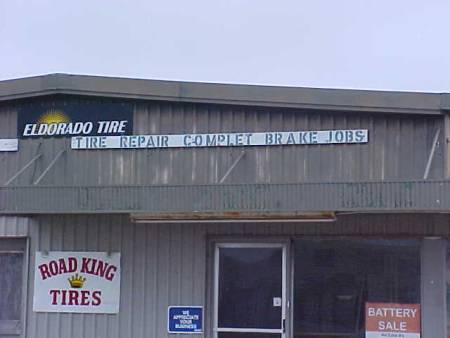 ELDORADO TIRE
TIRE REPAIR COMPLET BRAKE JOBS
ROAD KING
TIRES
WE
APPRECIATE
YOUR
BUSINESS
BATTERY
SALE